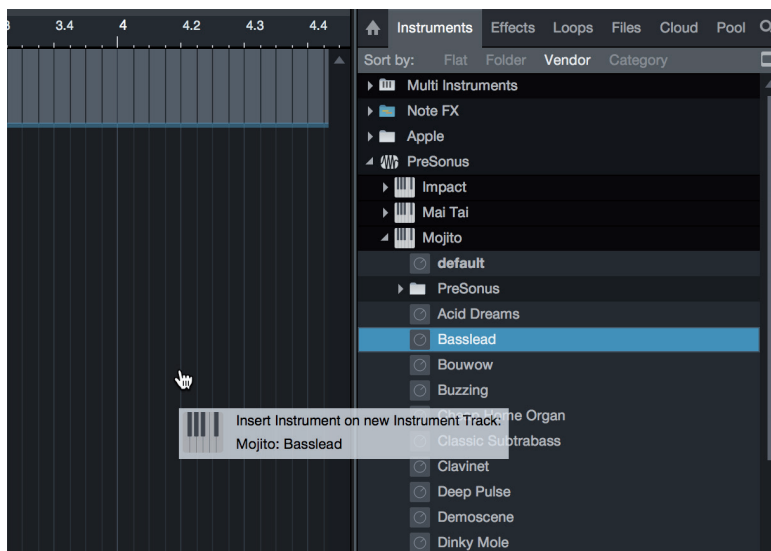 3.4 4 4.2 4.3 4.4
Instruments Effects Loops Files Cloud Pool
Sort by: Flat Folder Vendor Category
Multi Instruments
Note FX
Apple
PreSonus
Impact
Mai Tai
Mojito
default
PreSonus
Acid Dreams
Basslead
Bouwow
Buzzing
Home Organ
Insert Instrument on new Instrument Track:
Classic Subtrabass
Mojito: Basslead
Clavinet
Deep Pulse
Demoscene
Dinky Mole